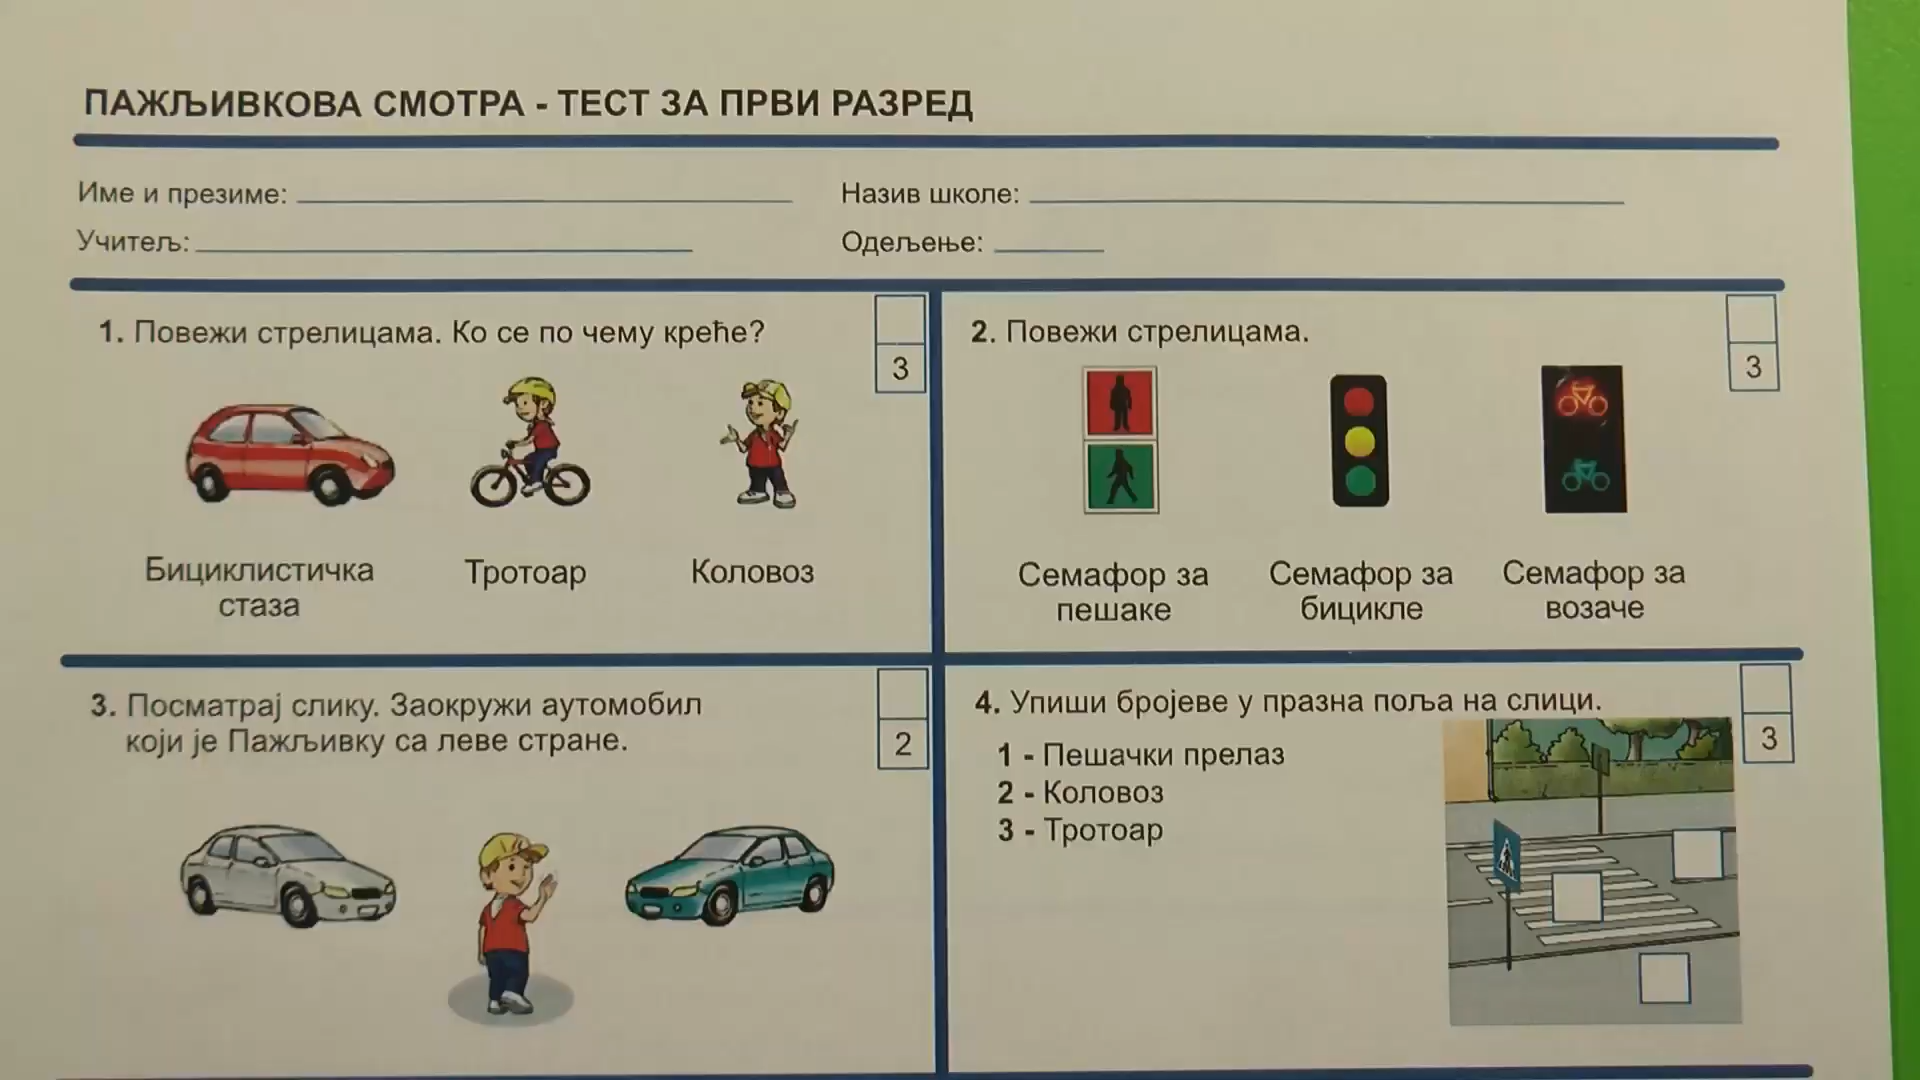 ПАЖЉИВКОВА СМОТРА - ТЕСТ ЗА ПРВИ РАЗРЕД
Име и презиме:
Назив школе:
Учитељ:
Одељење:
1. Повежи стрелицама. Ко се по чему креће?
3
Бициклистичка
стаза
Тротоар
Коловоз
2. Повежи стрелицама.
3
Семафор за
пешаке
Семафор за
бицикле
Семафор за
возаче
3. Посматрај слику. Заокружи аутомобил
који је Пажљивку са леве стране.
2
4. Упиши бројеве у празна поља на слици.
3
1 - Пешачки прелаз
2 - Коловоз
3 - Тротоар